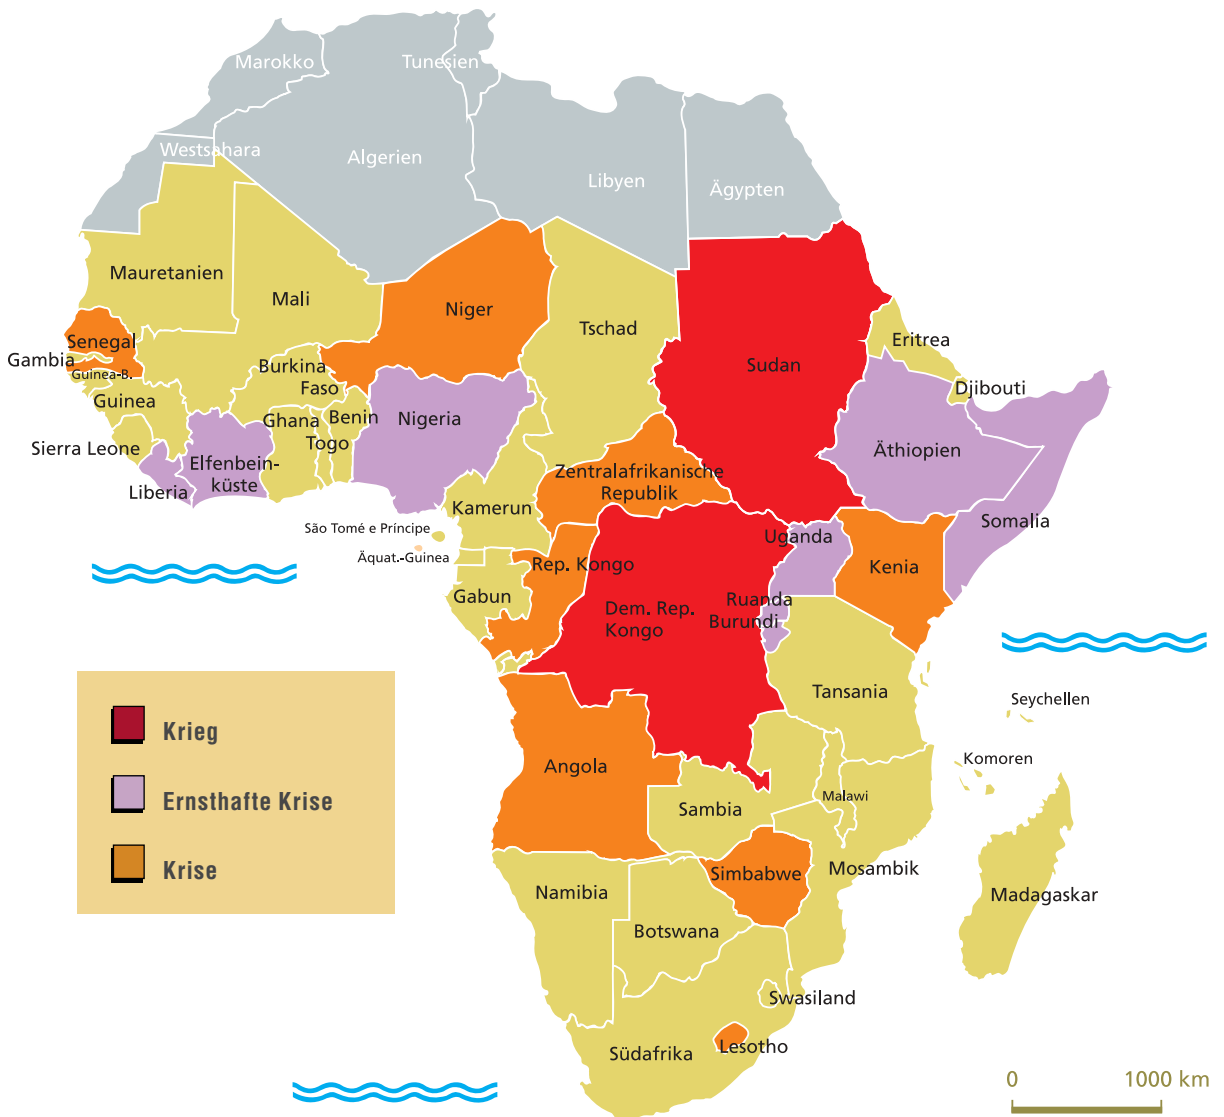 Marokko
Tunesien
Westsahara
Algerien
Libyen
Ägypten
Mauretanien
Mali
Niger
Tschad
Sudan
Eritrea
Senegal
Gambia
Guinea-B.
Guinea
Burkina
Faso
Djibouti
Sierra Leone
Ghana
Togo
Benin
Nigeria
Äthiopien
Liberia
Elfenbein-
küste
Zentralafrikanische
Republik
Kamerun
Somalia
São Tomé e Príncipe
Äquat.-Guinea
Uganda
Rep. Kongo
Kenia
Gabun
Dem. Rep.
Kongo
Ruanda
Burundi
Tansania
Seychellen
Krieg
Ernsthafte Krise
Krise
Angola
Komoren
Sambia
Malawi
Simbabwe
Mosambik
Namibia
Madagaskar
Botswana
Swasiland
Südafrika
Lesotho
0 1000 km